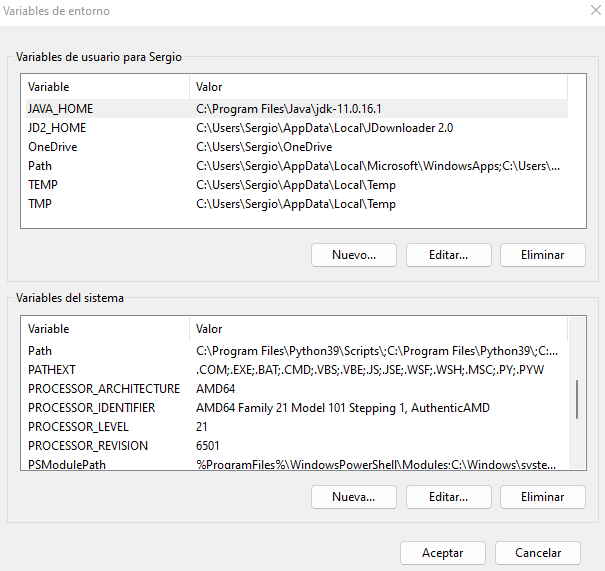 Variables de entorno
Variables de usuario para Sergio
Variable Valor
JAVA_HOME C:\Program Files\Java\jdk-11.0.16.1
JD2_HOME C:\Users\Sergio\AppData\Local\JDownloader 2.0
OneDrive C:\Users\Sergio\OneDrive
Path C:\Users\Sergio\AppData\Local\Microsoft\WindowsApps;C:\Users\...
TEMP C:\Users\Sergio\AppData\Local\Temp
TMP C:\Users\Sergio\AppData\Local\Temp
Nuevo... Editar... Eliminar
Variables del sistema
Variable Valor
Path C:\Program Files\Python39\Scripts\;C:\Program Files\Python39\;C:...
PATHEXT .COM;.EXE;.BAT;.CMD;.VBS;.VBE;.JS;.JSE;.WSF;.WSH;.MSC;.PY;.PYW
PROCESSOR_ARCHITECTURE AMD64
PROCESSOR_IDENTIFIER AMD64 Family 21 Model 101 Stepping 1, AuthenticAMD
PROCESSOR_LEVEL 21
PROCESSOR_REVISION 6501
PSModulePath %ProgramFiles%\WindowsPowerShell\Modules;C:\Windows\syste...
Nueva... Editar... Eliminar
Aceptar Cancelar